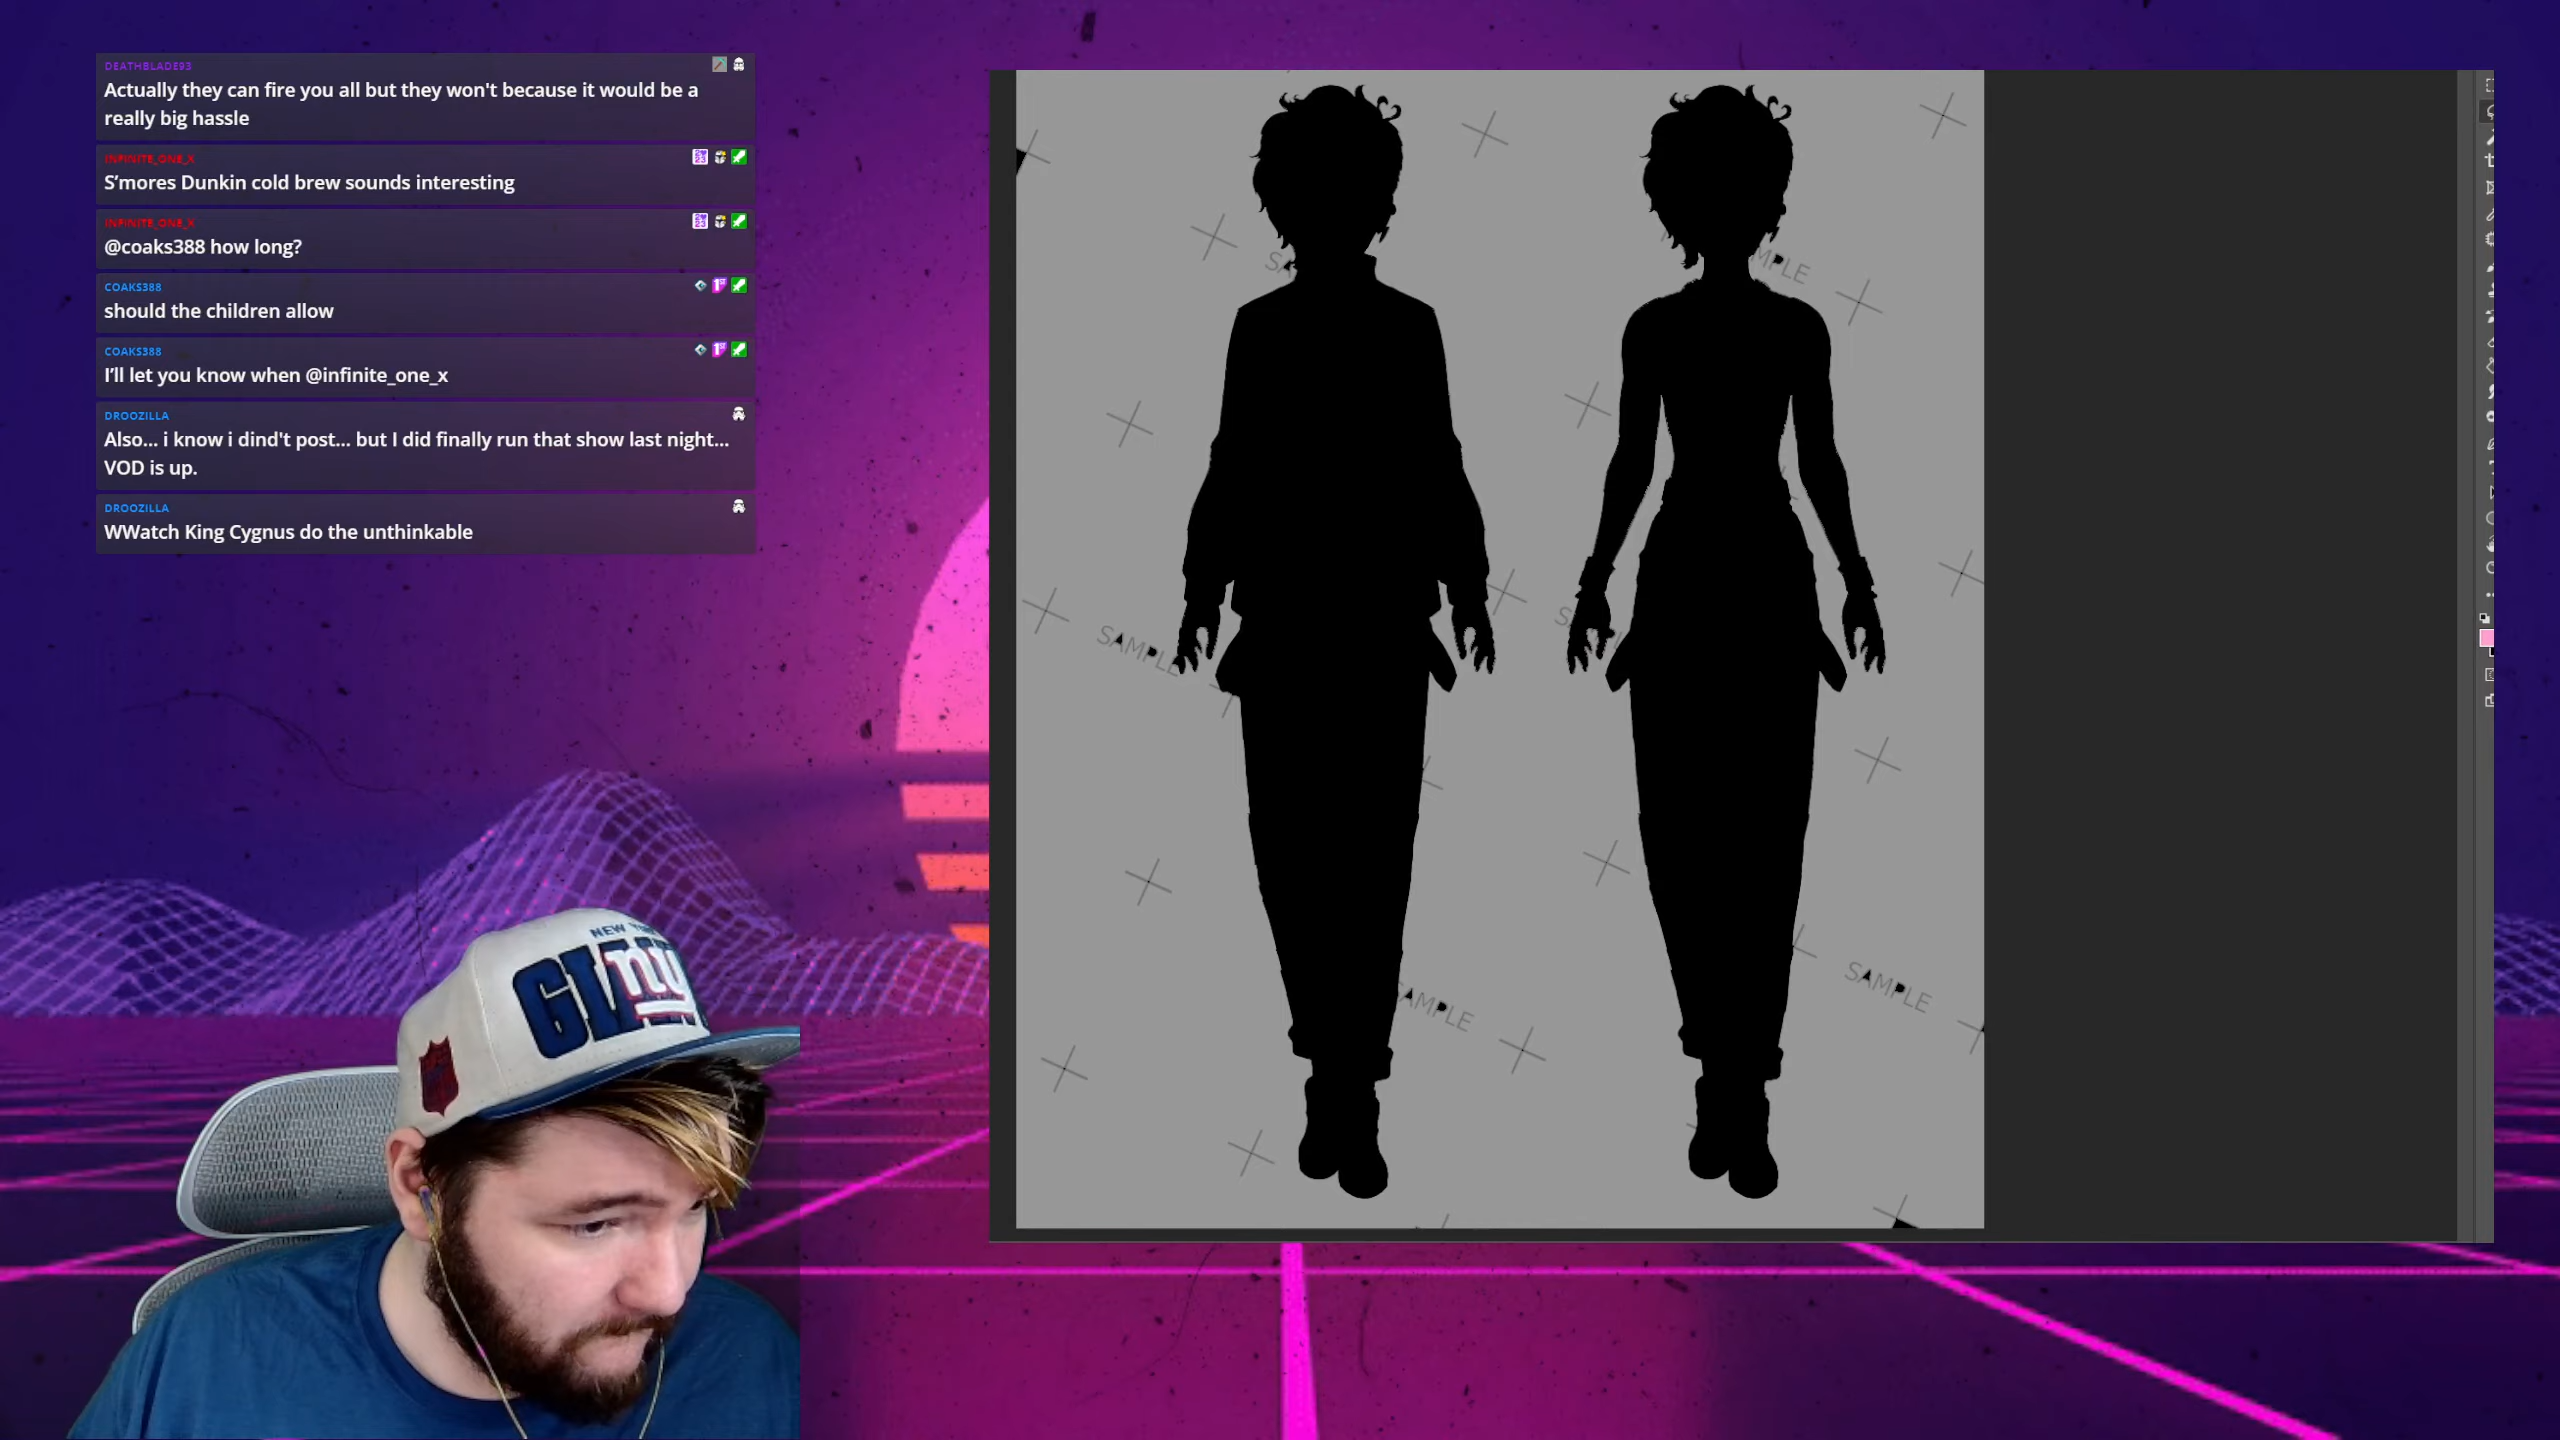 DEATHBLADE93
Actually they can fire you all but they won't because it would be a
really big hassle
INFINITE_ONE_X
S'mores Dunkin cold brew sounds interesting
INFINITE_ONE_X
@coaks388 how long?
COAKS388
should the children allow
COAKS388
I'll let you know when @infinite_one_x
DROOZILLA
Also... i know i dind't post... but I did finally run that show last night...
VOD is up.
DROOZILLA
WWatch King Cygnus do the unthinkable
SAMPLE
SAMPLE
SAMPLE
NEW
ny